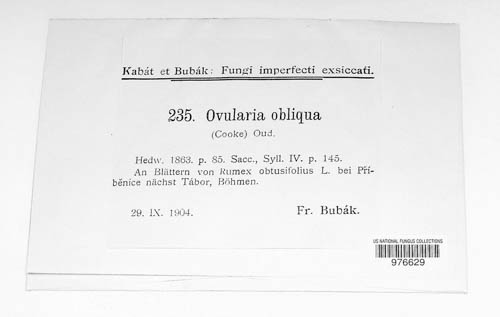 Kabát et Bubák: Fungi imperfecti exsiccati.
235. Ovularia obliqua
(Cooke) Oud.
Hedw. 1863. p. 85. Sacc., Syll. IV. p. 145.
An Blättern von Rumex obtusifolius L. bei Při-
běnice nächst Tábor, Böhmen.
29. IX. 1904.
Fr. Bubák.
US NATIONAL FUNGUS COLLECTIONS
976629